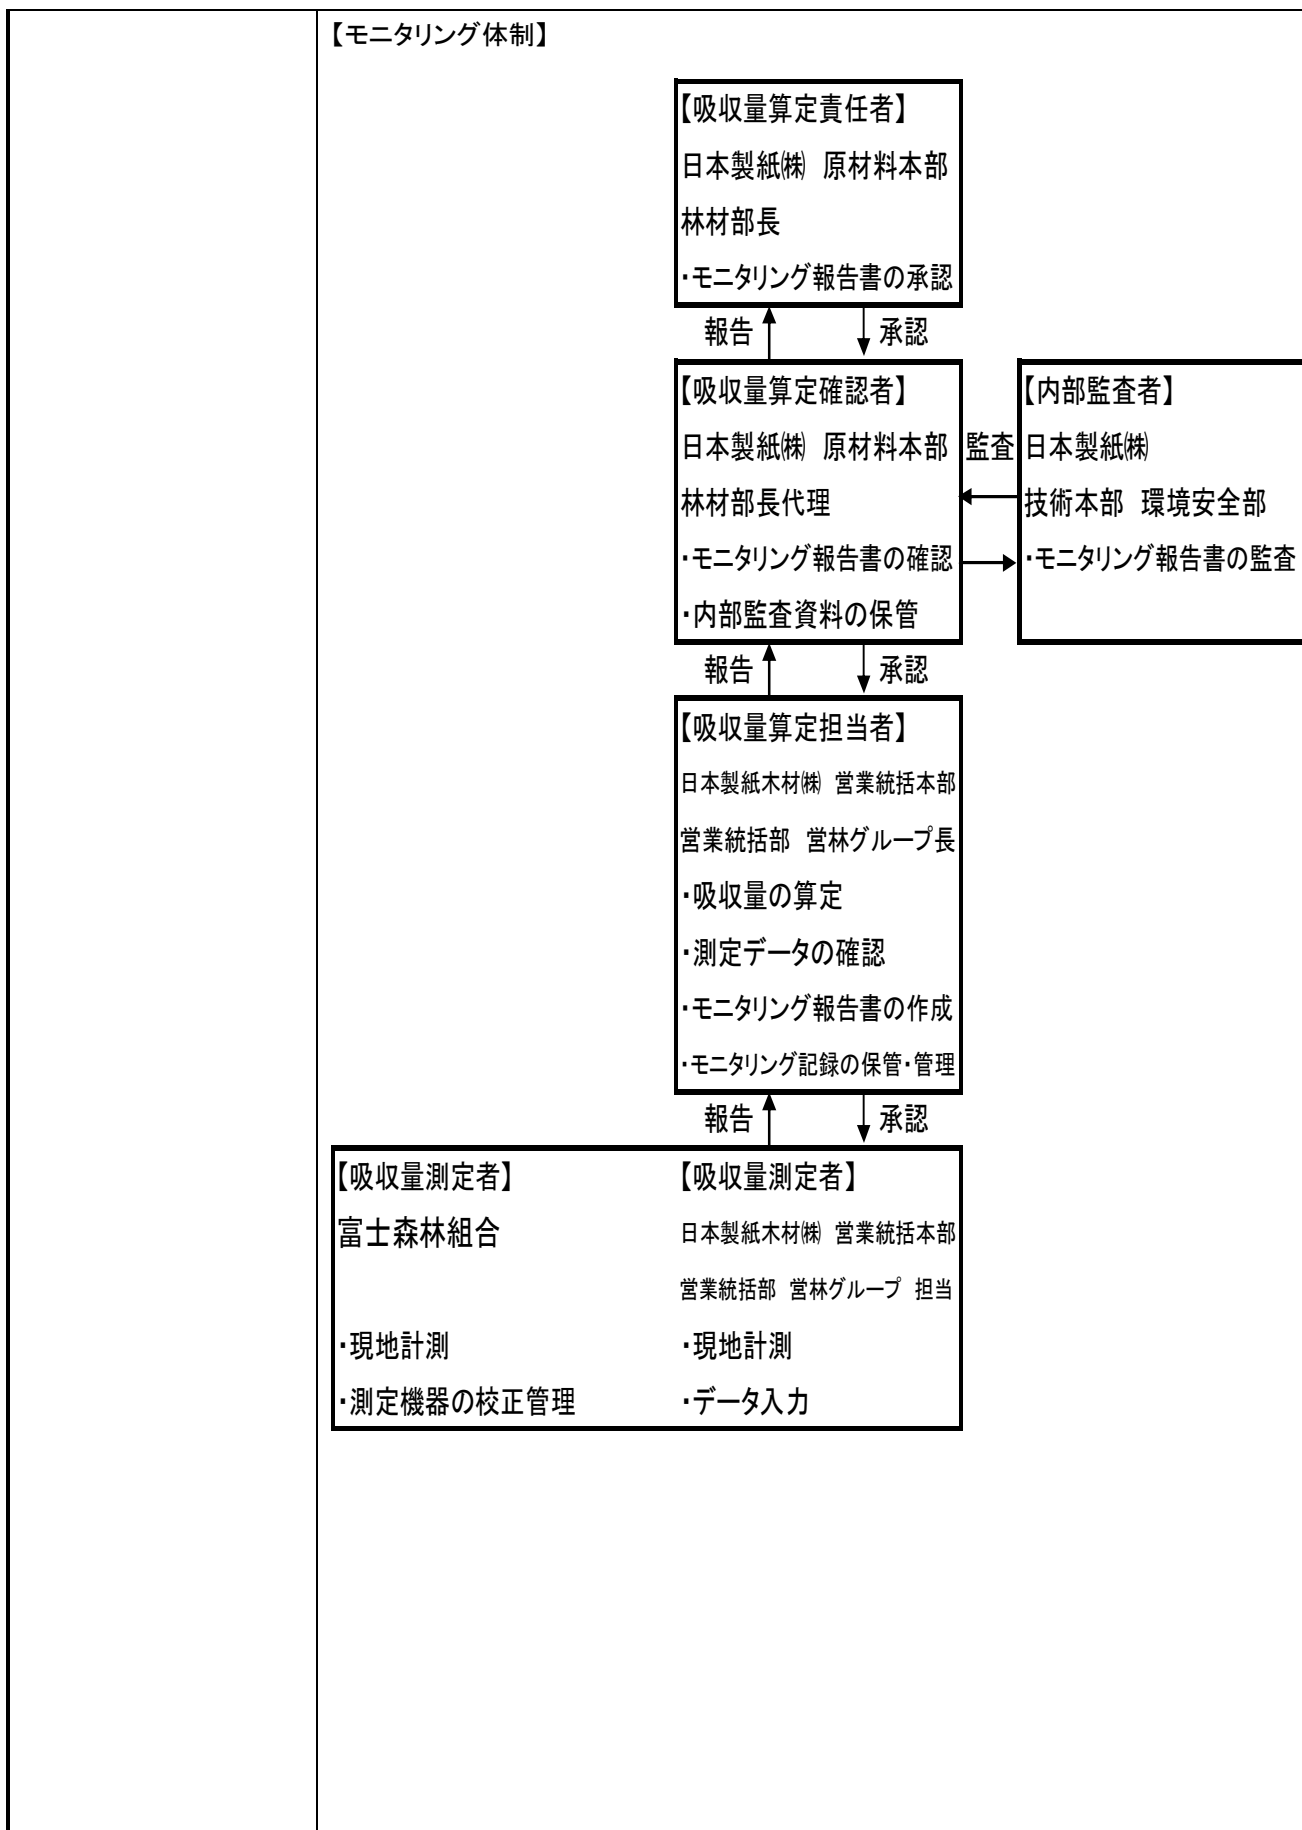 【モニタリング体制】
【吸収量算定責任者】
日本製紙㈱ 原材料本部
林材部長
・モニタリング報告書の承認
報告
承認
【吸収量算定確認者】
日本製紙㈱ 原材料本部
林材部長代理
・モニタリング報告書の確認
・内部監査資料の保管
監査
【内部監査者】
日本製紙㈱
技術本部 環境安全部
・モニタリング報告書の監査
報告
承認
【吸収量算定担当者】
日本製紙木材㈱ 営業統括本部
営業統括部 営林グループ長
・吸収量の算定
・測定データの確認
・モニタリング報告書の作成
・モニタリング記録の保管・管理
報告
承認
【吸収量測定者】
富士森林組合
・現地計測
・測定機器の校正管理
【吸収量測定者】
日本製紙木材㈱ 営業統括本部
営業統括部 営林グループ 担当
・現地計測
・データ入力